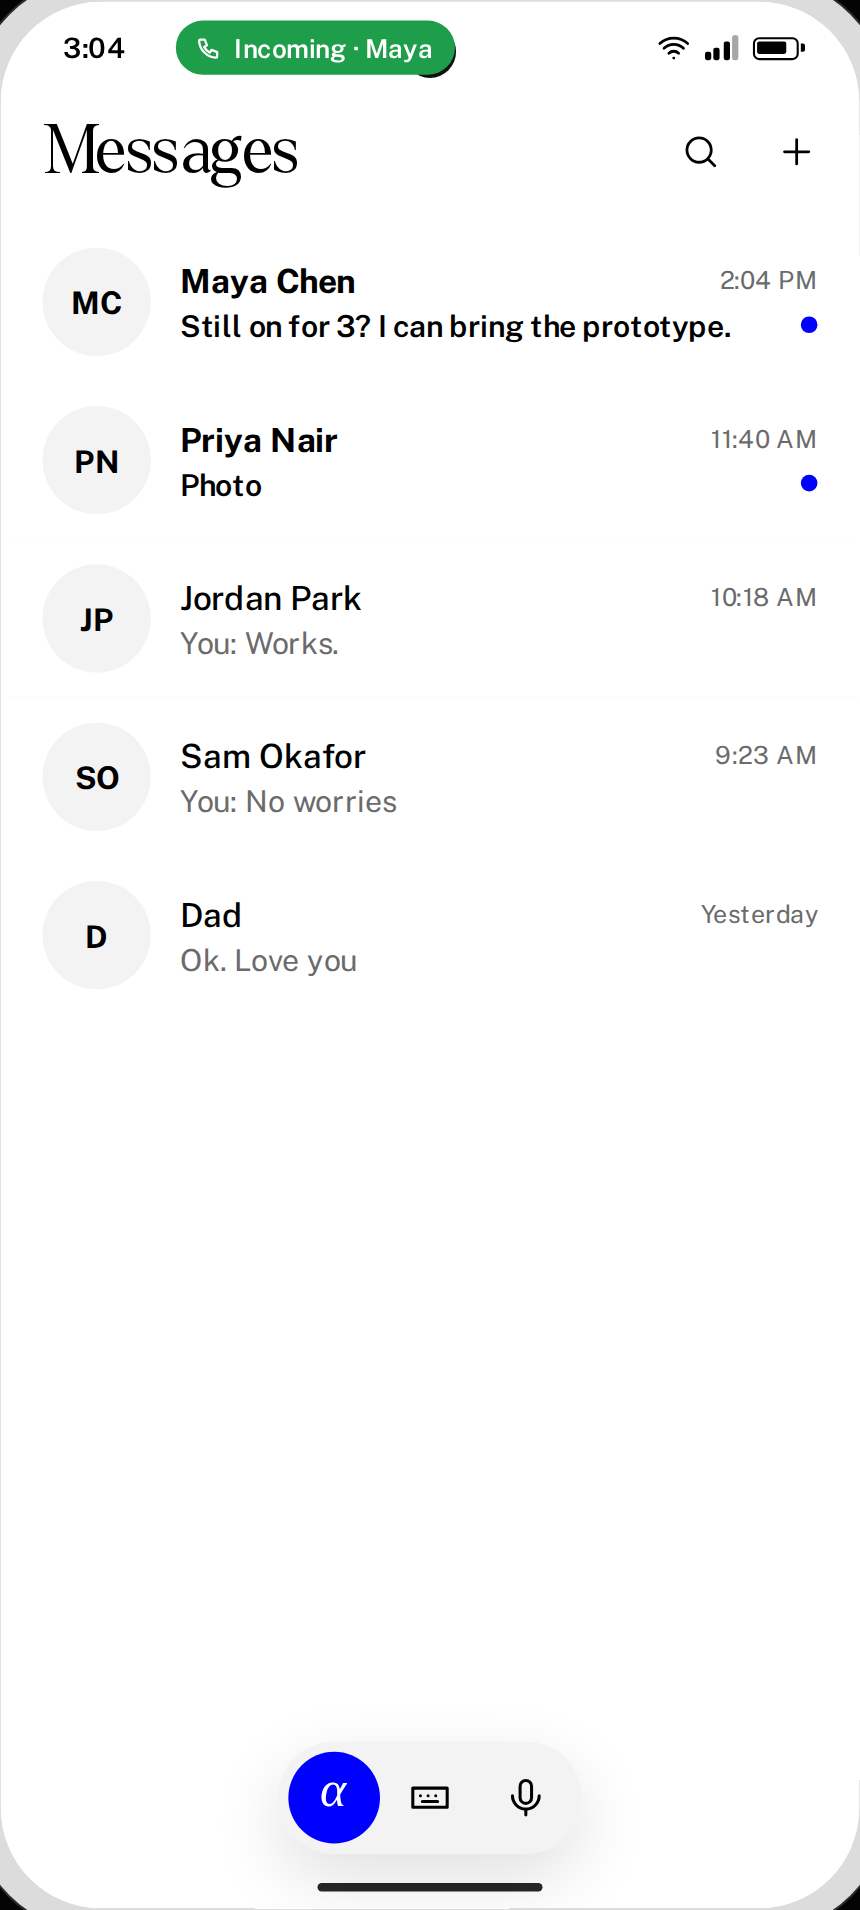 3:04
Incoming · Maya
Messages
MC
Maya Chen
2:04 PM
Still on for 3? I can bring the prototype.
PN
Priya Nair
11:40 AM
Photo
JP
Jordan Park
10:18 AM
You: Works.
SO
Sam Okafor
9:23 AM
You: No worries
D
Dad
Yesterday
Ok. Love you
α